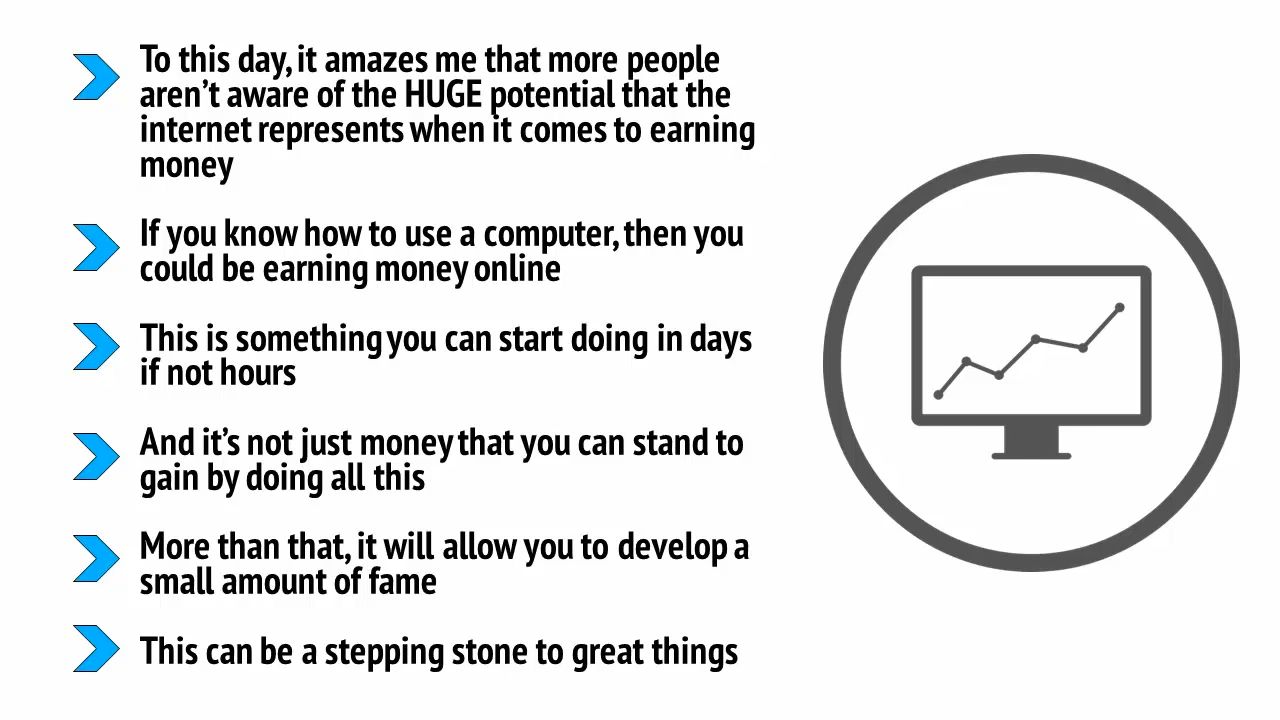 To this day, it amazes me that more people
aren’t aware of the HUGE potential that the
internet represents when it comes to earning
money
If you know how to use a computer, then you
could be earning money online
This is something you can start doing in days
if not hours
And it’s not just money that you can stand to
gain by doing all this
More than that, it will allow you to develop a
small amount of fame
This can be a stepping stone to great things